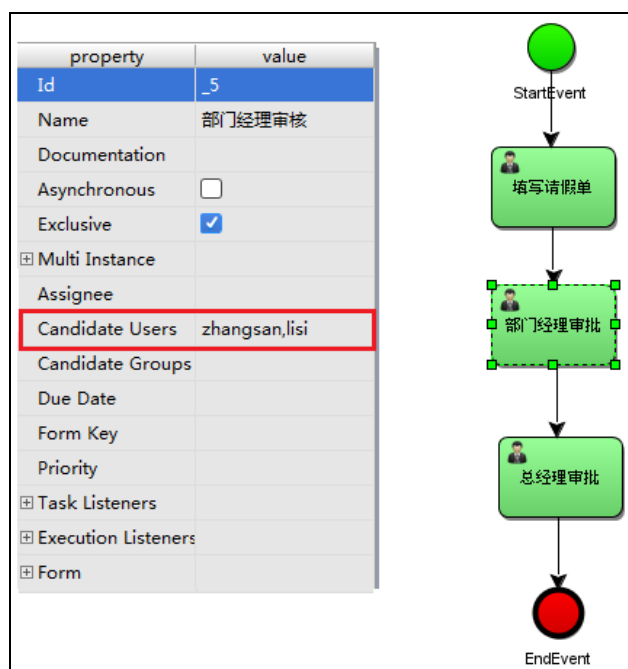 property value
Id _5
Name 部门经理审核
Documentation
Asynchronous
Exclusive
Multi Instance
Assignee
Candidate Users zhangsan,lisi
Candidate Groups
Due Date
Form Key
Priority
Task Listeners
Execution Listeners
Form
StartEvent
填写请假单
部门经理审批
总经理审批
EndEvent